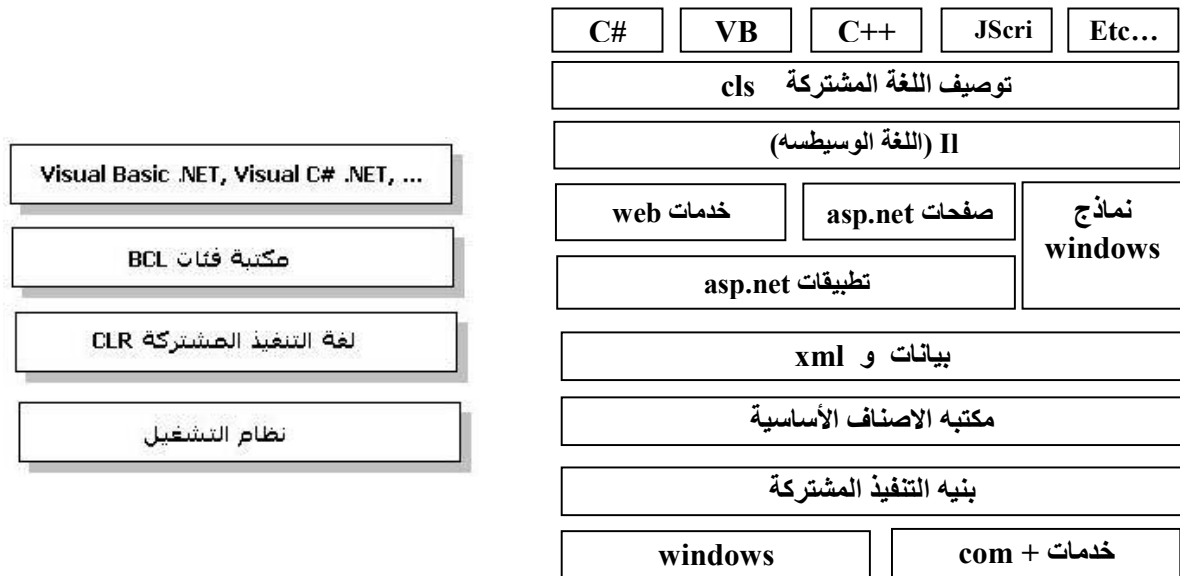 C#
VB
C++
JScri
Etc…
توصيف اللغة المشتركة cls
Il (اللغة الوسيطسه)
خدمات web
صفحات asp.net
نماذج
windows
تطبيقات asp.net
بيانات و xml
مكتبه الاصناف الأساسية
بنيه التنفيذ المشتركة
windows
خدمات + com
Visual Basic .NET, Visual C# .NET, ...
مكتبة فئات BCL
لغة التنفيذ المشتركة CLR
نظام التشغيل